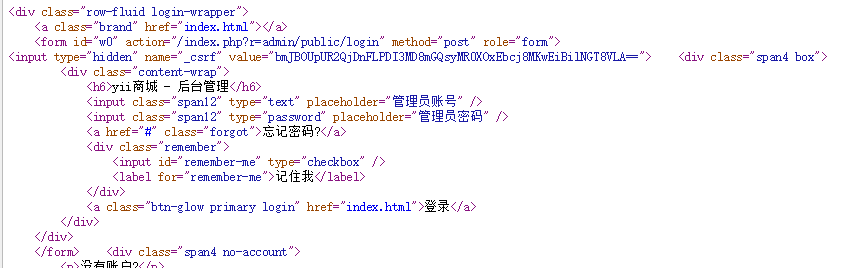 <div class="row-fluid login-wrapper">
<a class="brand" href="index.html"></a>
<form id="w0" action="/index.php?r=admin/public/login" method="post" role="form">
<input type="hidden" name="_csrf" value="bmJBOUpUR2QjDnFLPDI3MD8mGQsyMROXOxEbcj8MKwEiBilNGT8VLA=="> <div class="span4 box">
<div class="content-wrap">
<h6>yii商城 - 后台管理</h6>
<input class="span12" type="text" placeholder="管理员账号" />
<input class="span12" type="password" placeholder="管理员密码" />
<a href="#" class="forgot">忘记密码?</a>
<div class="remember">
<input id="remember-me" type="checkbox" />
<label for="remember-me">记住我</label>
</div>
<a class="btn-glow primary login" href="index.html">登录</a>
</div>
</div>
</form> <div class="span4 no-account">
<p>没有账户?</p>